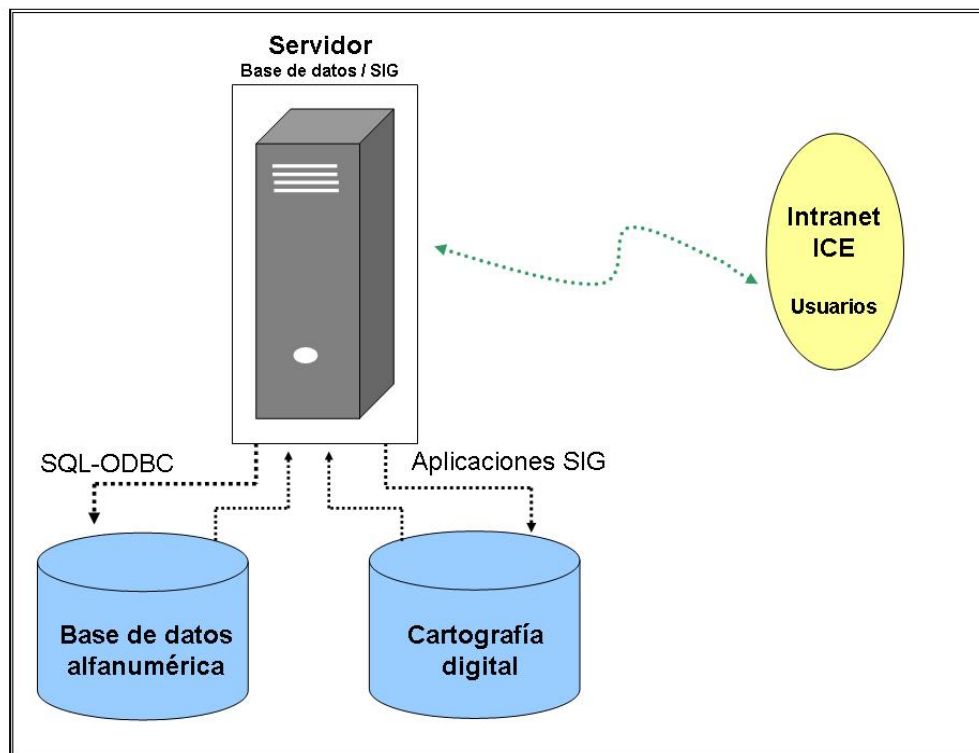 Servidor
Base de datos / SIG
Intranet
ICE
Usuarios
SQL-ODBC
Aplicaciones SIG
Base de datos
alfanumérica
Cartografía
digital